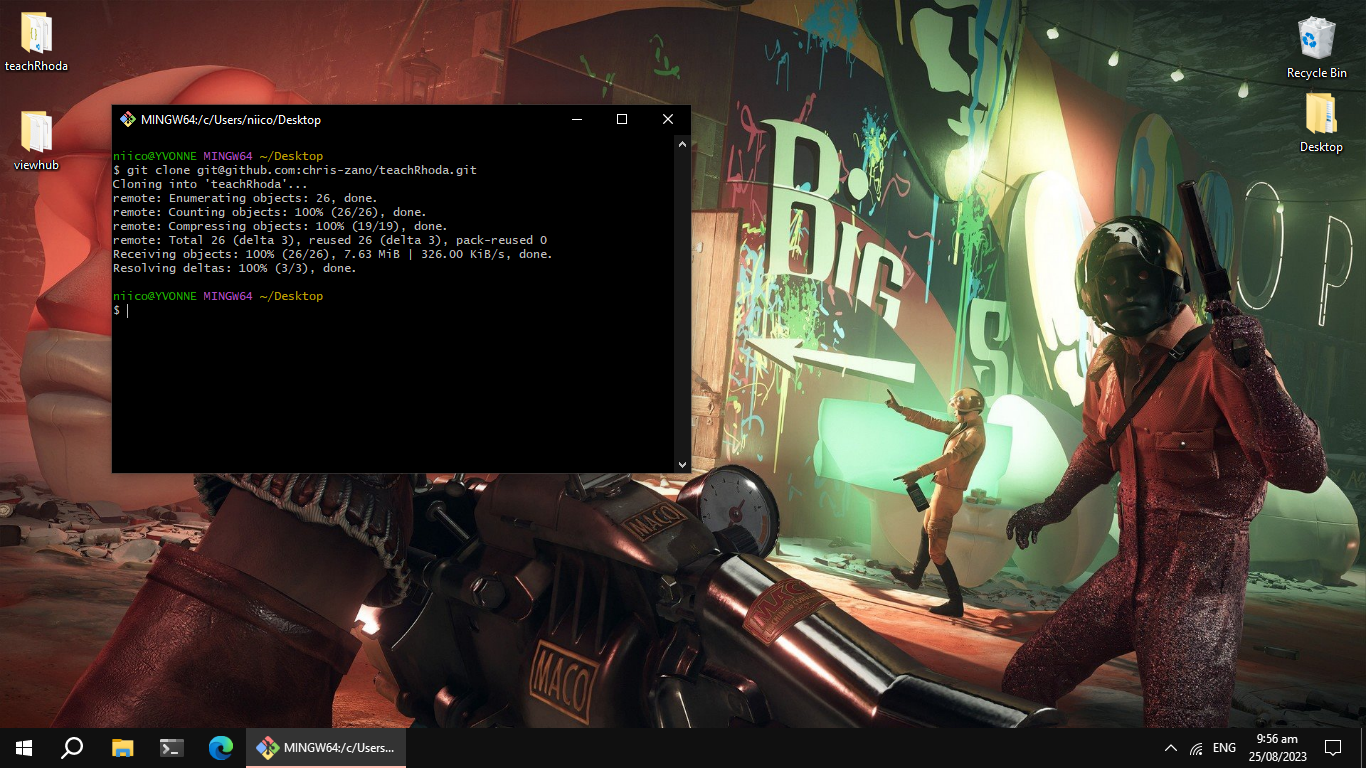 teachRhoda
viewhub
Recycle Bin
Desktop
MINGW64:/c/Users/niico/Desktop
niico@YVONNE MINGW64 ~/Desktop
$ git clone git@github.com:chris-zano/teachRhoda.git
Cloning into 'teachRhoda'...
remote: Enumerating objects: 26, done.
remote: Counting objects: 100% (26/26), done.
remote: Compressing objects: 100% (19/19), done.
remote: Total 26 (delta 3), reused 26 (delta 3), pack-reused 0
Receiving objects: 100% (26/26), 7.63 MiB | 326.00 KiB/s, done.
Resolving deltas: 100% (3/3), done.
niico@YVONNE MINGW64 ~/Desktop
$
BIG
MACO
MACO
MINGW64:/c/Users...
ENG
9:56 am
25/08/2023